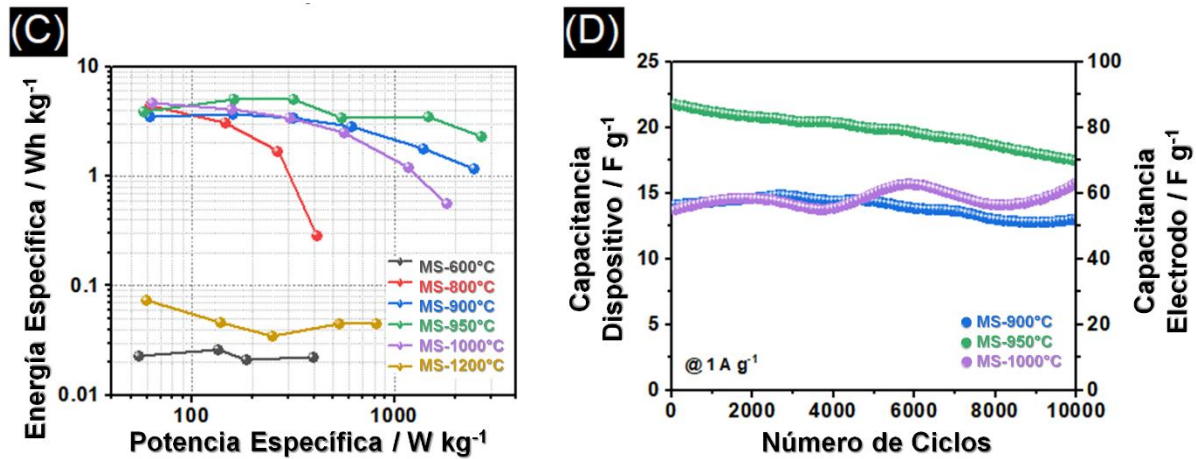 (C)
Energía Específica / Wh kg⁻¹
10
1
0.1
0.01
100
1000
Potencia Específica / W kg⁻¹
MS-600°C
MS-800°C
MS-900°C
MS-950°C
MS-1000°C
MS-1200°C
(D)
Capacitancia
Dispositivo / F g⁻¹
25
20
15
10
5
0
0
2000
4000
6000
8000
10000
Número de Ciclos
@ 1 A g⁻¹
MS-900°C
MS-950°C
MS-1000°C
100
80
60
40
20
0
Capacitancia
Electrodo / F g⁻¹